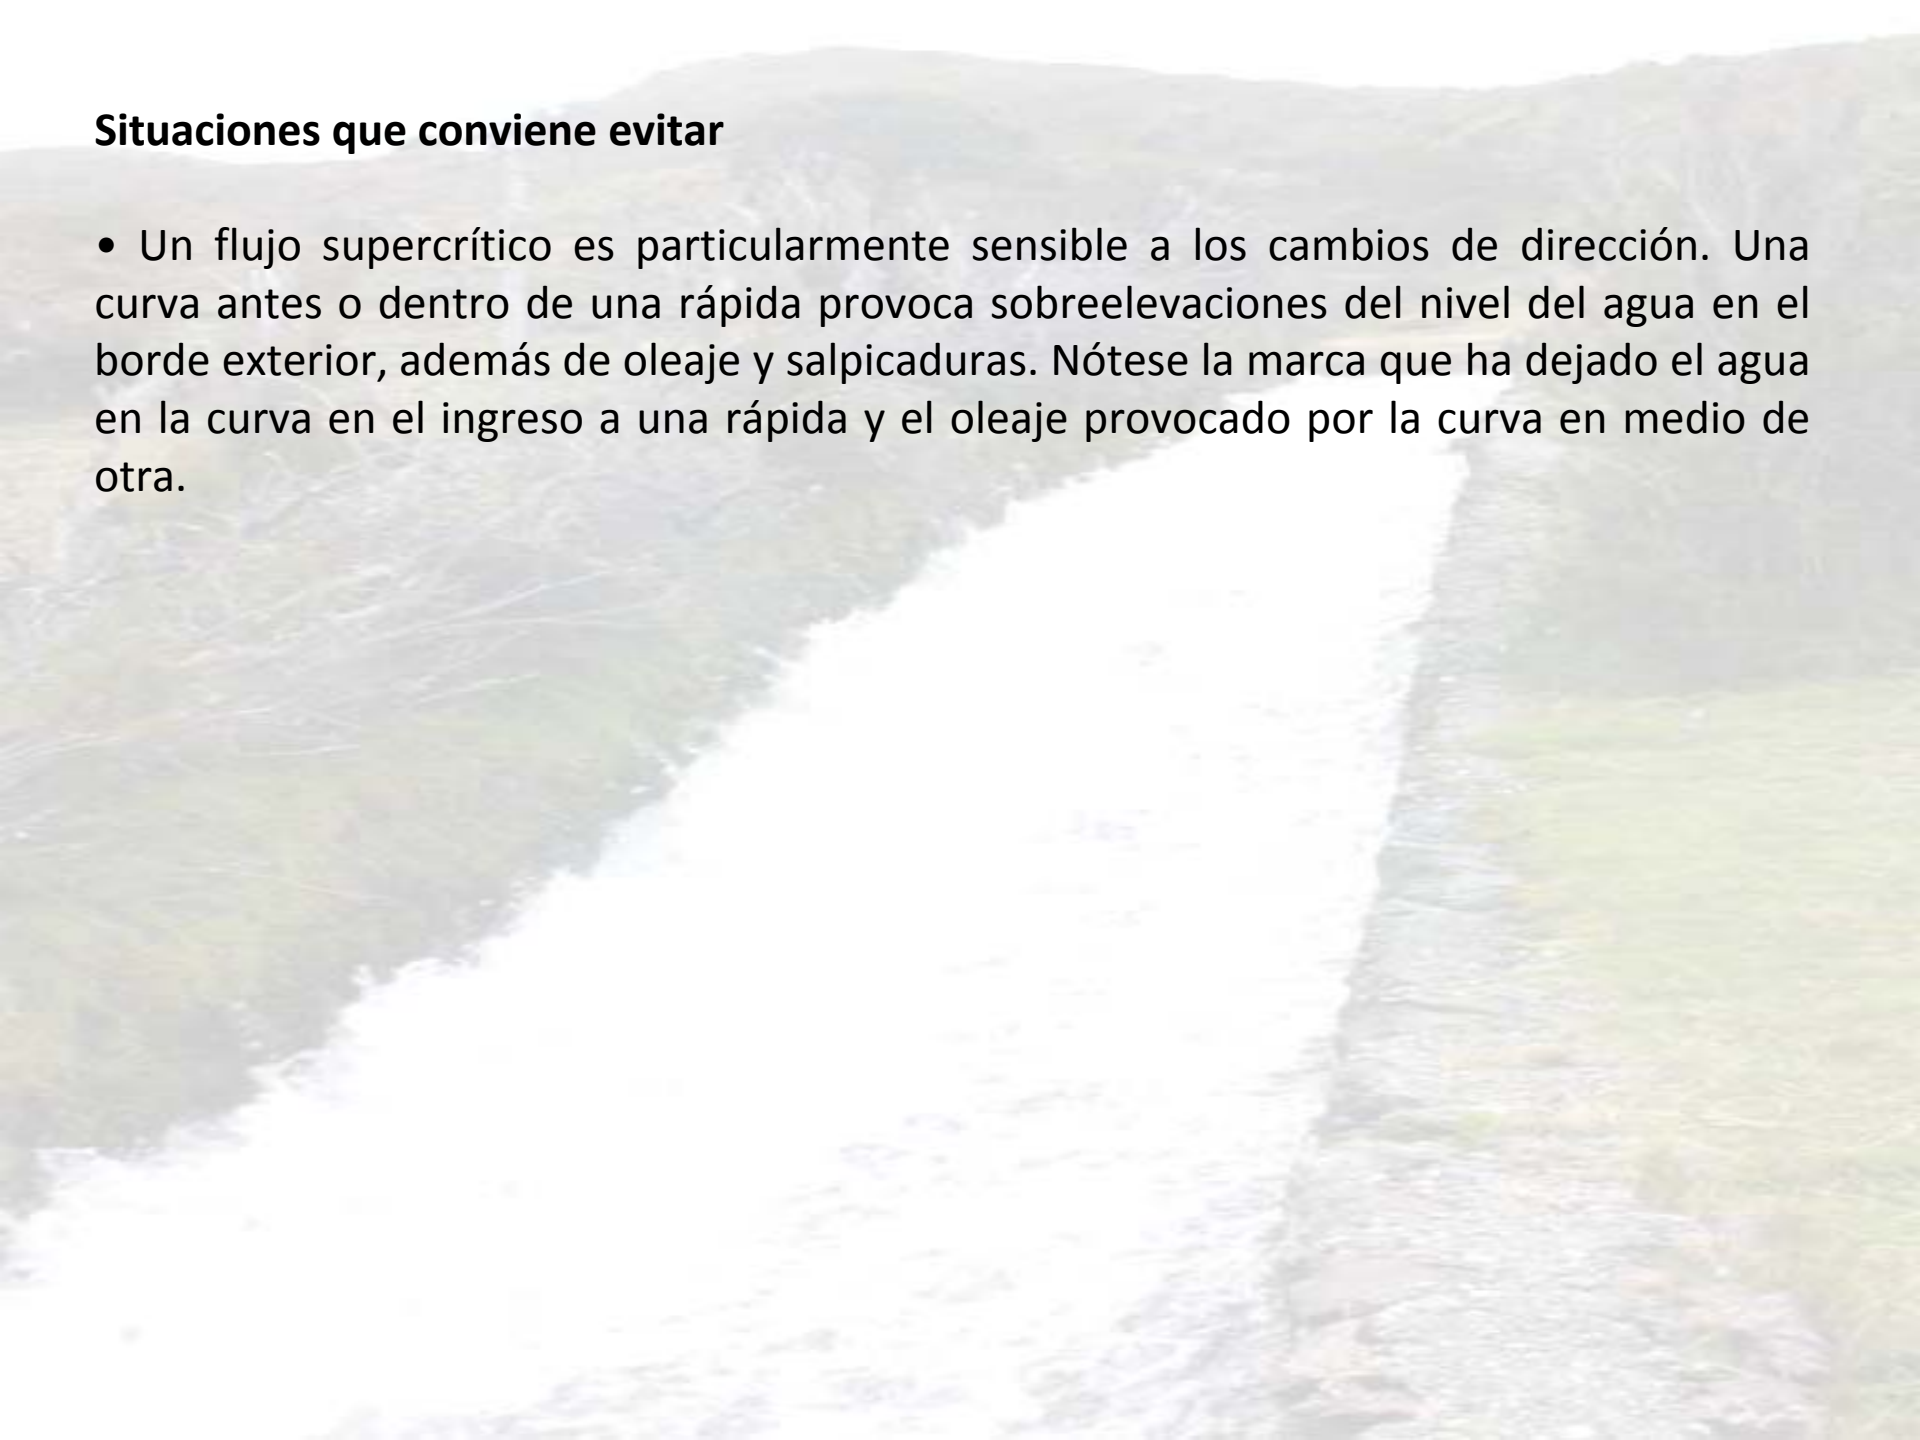 Situaciones que conviene evitar
• Un flujo supercrítico es particularmente sensible a los cambios de dirección. Una
curva antes o dentro de una rápida provoca sobreelevaciones del nivel del agua en el
borde exterior, además de oleaje y salpicaduras. Nótese la marca que ha dejado el agua
en la curva en el ingreso a una rápida y el oleaje provocado por la curva en medio de
otra.